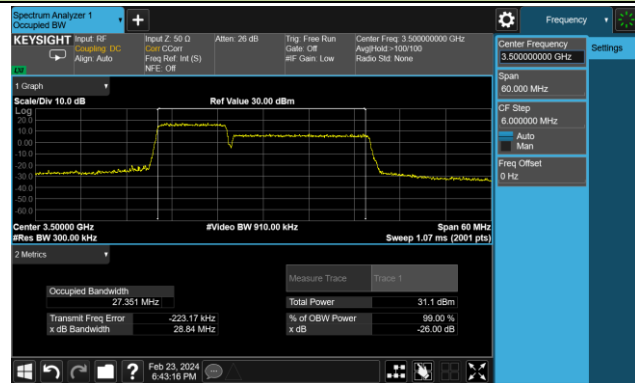 Spectrum Analyzer 1
Occupied BW
+
Frequency
KEYSIGHT
Input: RF
Coupling: DC
Align: Auto
Input Z: 50 Ω
Corr CCorr
Freq Ref: Int (S)
NFE: Off
Atten: 26 dB
Trig: Free Run
Gate: Off
#IF Gain: Low
Center Freq: 3.500000000 GHz
Avg|Hold:>100/100
Radio Std: None
Center Frequency
3.500000000 GHz
Settings
Span
60.000 MHz
CF Step
6.000000 MHz
Auto
Man
Freq Offset
0 Hz
1 Graph
Scale/Div 10.0 dB
Ref Value 30.00 dBm
Log
20.0
10.0
0.00
-10.0
-20.0
-30.0
-40.0
-50.0
-60.0
Center 3.50000 GHz
#Video BW 910.00 kHz
Span 60 MHz
#Res BW 300.00 kHz
Sweep 1.07 ms (2001 pts)
2 Metrics
Measure Trace
Trace 1
Occupied Bandwidth
27.351 MHz
Total Power
31.1 dBm
Transmit Freq Error
-223.17 kHz
% of OBW Power
99.00 %
x dB Bandwidth
28.84 MHz
x dB
-26.00 dB
?
Feb 23, 2024
6:43:16 PM